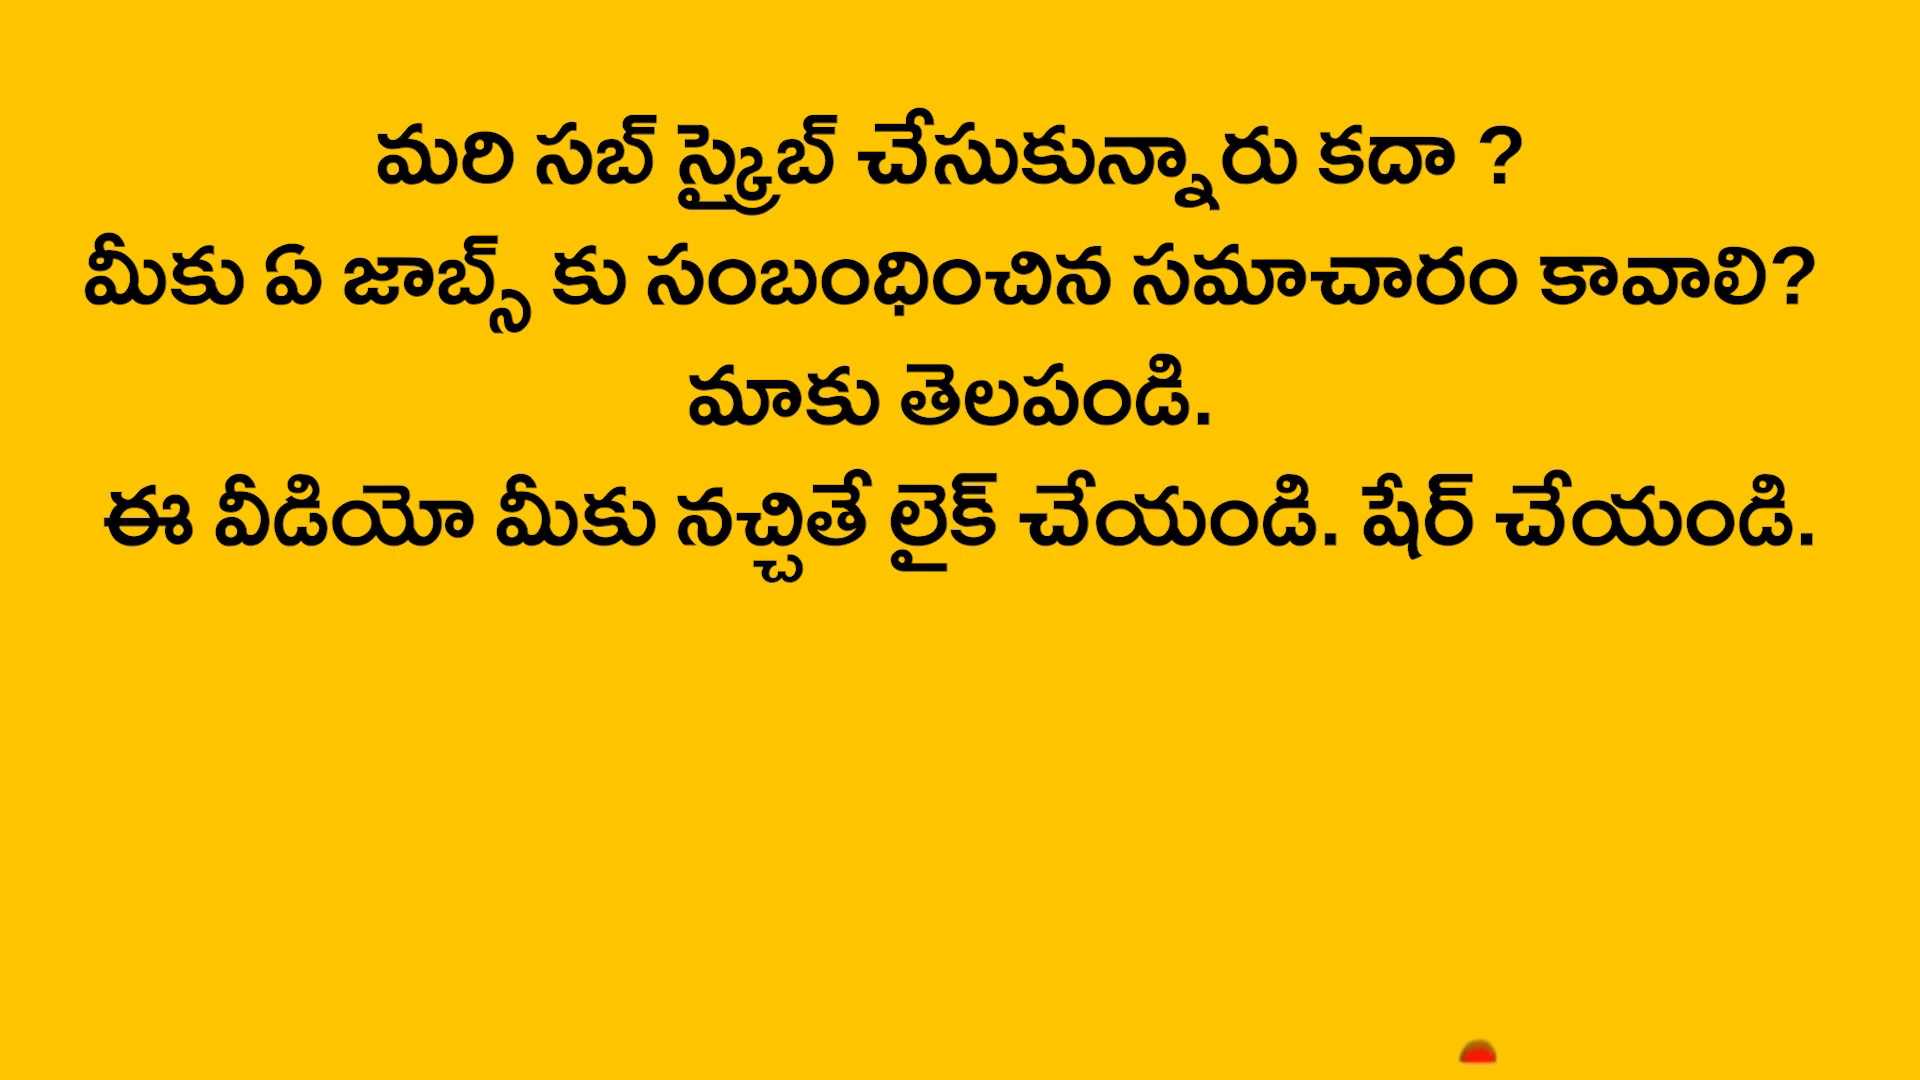 మరి సబ్ స్క్రైబ్ చేసుకున్నారు కదా ?
మీకు ఏ జాబ్స్ కు సంబంధించిన సమాచారం కావాలి?
మాకు తెలపండి.
ఈ వీడియో మీకు నచ్చితే లైక్ చేయండి. షేర్ చేయండి.